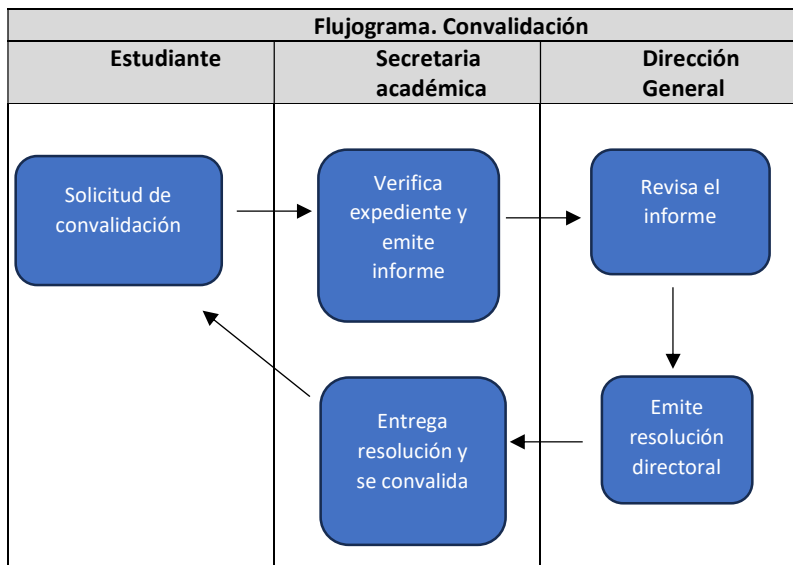 Flujograma. Convalidación
Estudiante
Secretaria
académica
Dirección
General
Solicitud de
convalidación
Verifica
expediente y
emite
informe
Revisa el
informe
Emite
resolución
directoral
Entrega
resolución y
se convalida